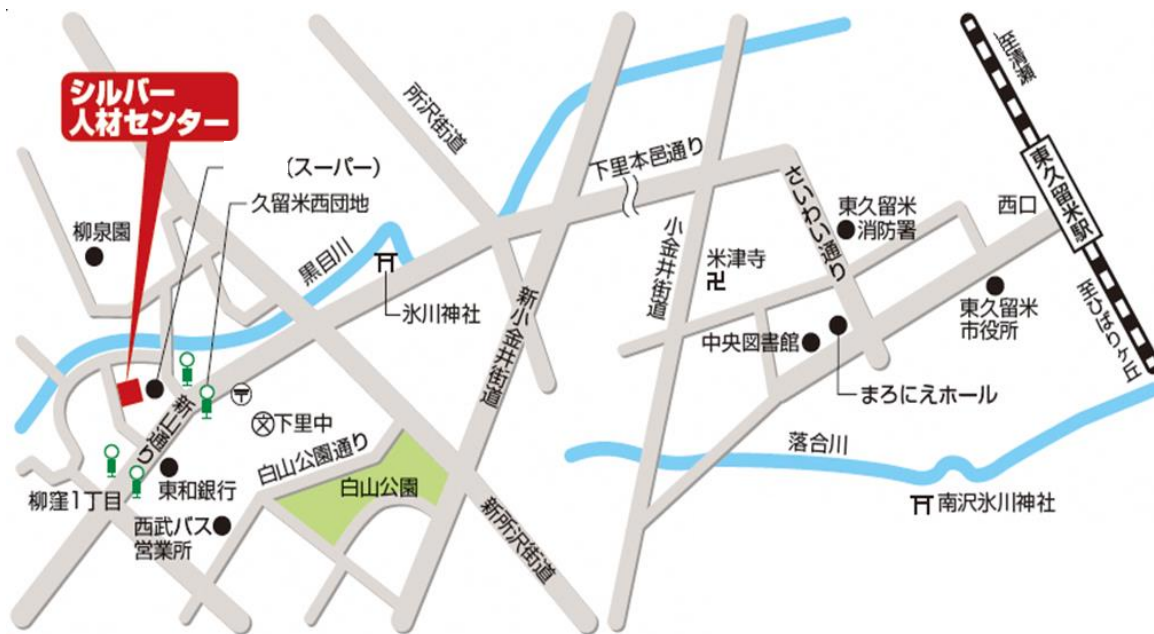 シルバー
人材センター
(スーパー)
久留米西団地
柳泉園
黒目川
氷川神社
所沢街道
下里本邑通り
小金井街道
新小金井街道
さいわい通り
東久留米
消防署
西口
至清瀬
東久留米駅
至ひばりヶ丘
米津寺
東久留米
市役所
中央図書館
まろにえホール
落合川
南沢氷川神社
新山通り
文
下里中
白山公園通り
白山公園
新所沢街道
東和銀行
柳窪1丁目
西武バス
営業所